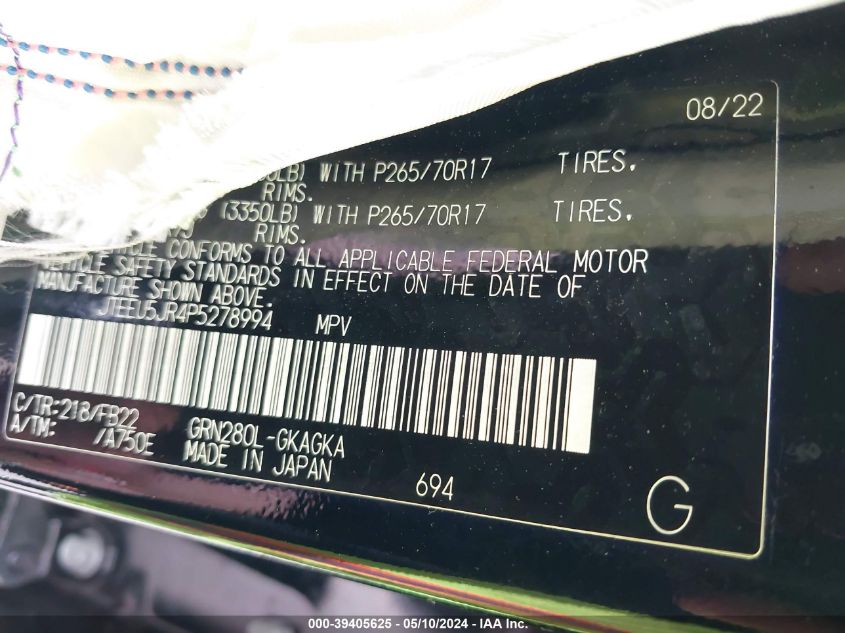 08/22
LB) WITH P265/70R17 TIRES,
RIMS.
(3350LB) WITH P265/70R17 TIRES,
RIMS.
CONFORMS TO ALL APPLICABLE FEDERAL MOTOR
VEHICLE SAFETY STANDARDS IN EFFECT ON THE DATE OF
MANUFACTURE SHOWN ABOVE.
JTEEU5JR4P5278994 MPV
C/TR:218/FB22
A/TM: /A750E GRN280L-GKAGKA
MADE IN JAPAN
694
G
000-39405625 - 05/10/2024 - IAA Inc.